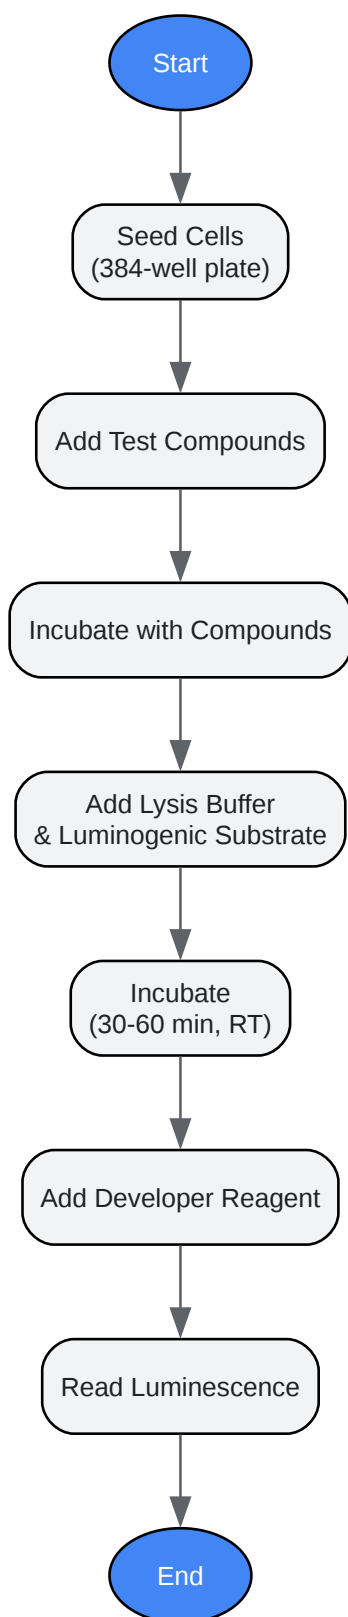 Start
Seed Cells
(384-well plate)
Add Test Compounds
Incubate with Compounds
Add Lysis Buffer
& Luminogenic Substrate
Incubate
(30-60 min, RT)
Add Developer Reagent
Read Luminescence
End